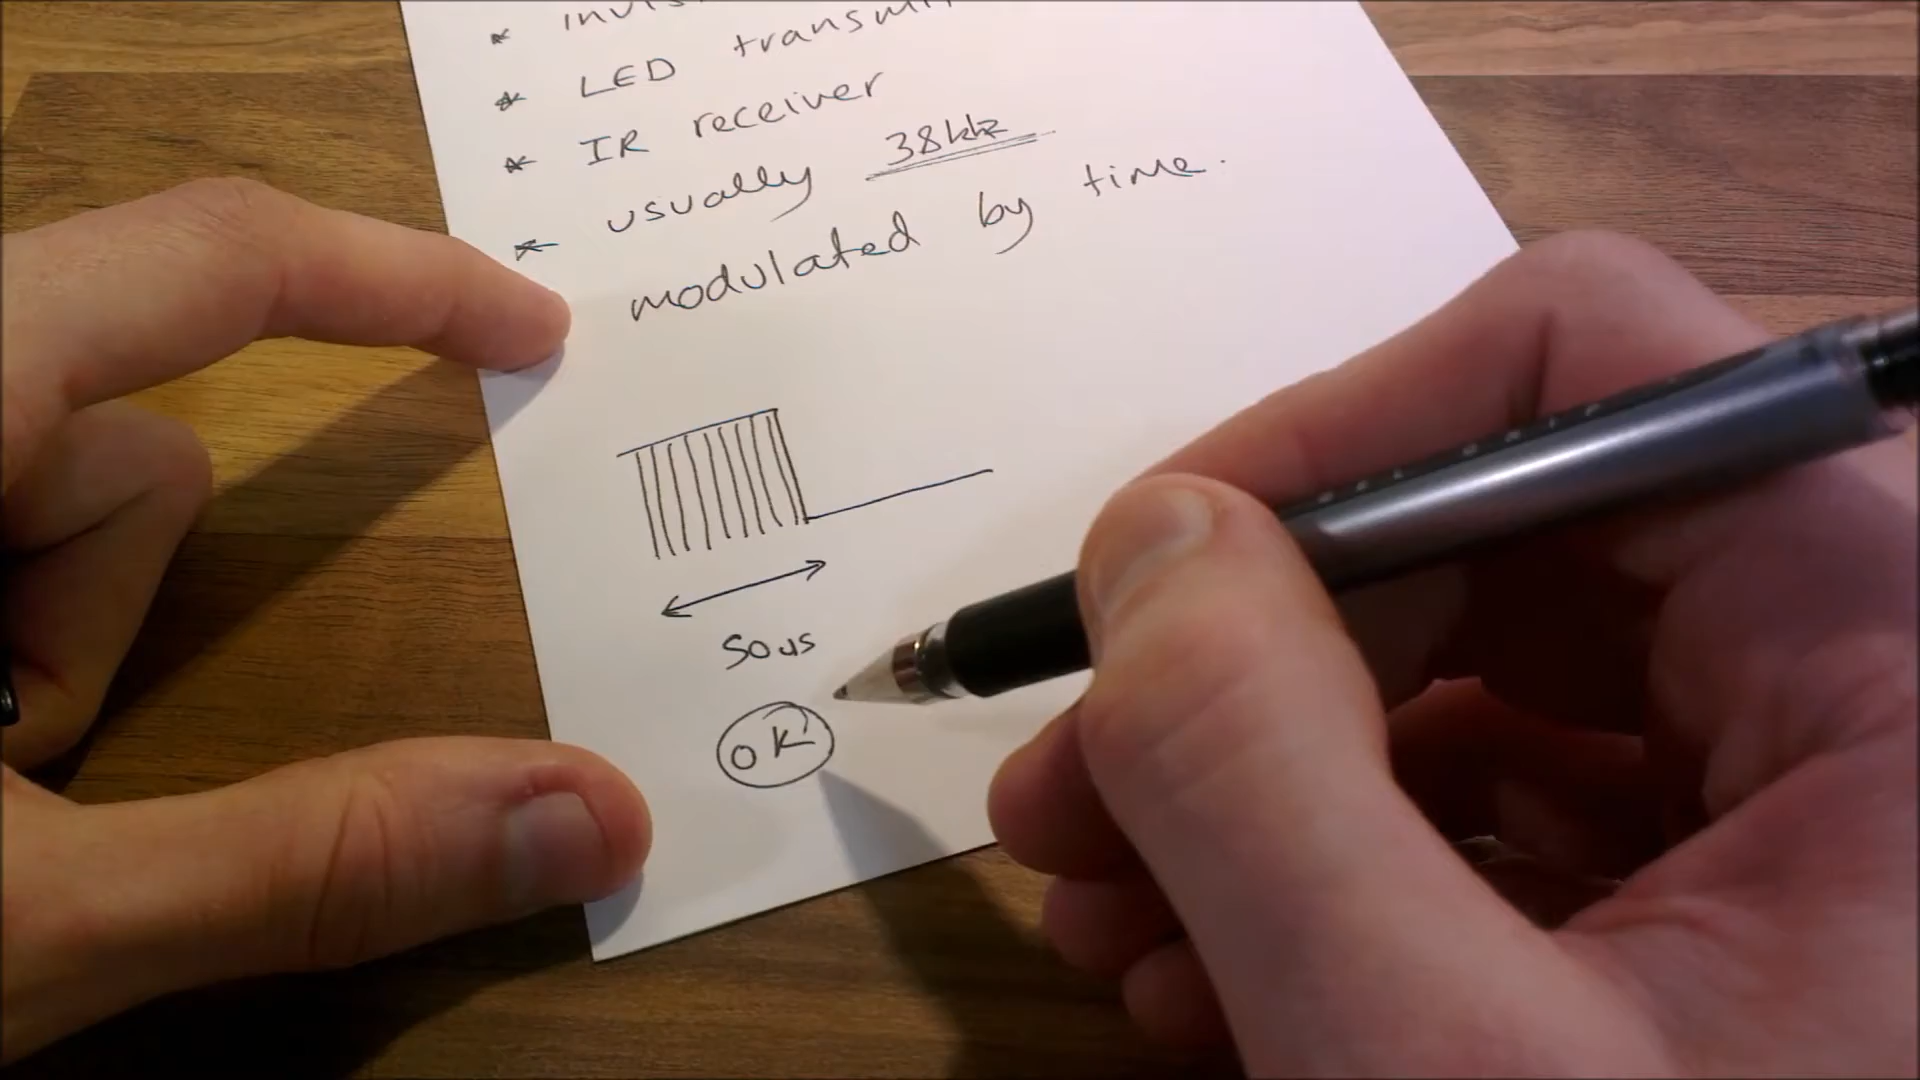 * LED
* IR receiver
* usually 38khz
modulated by time.
50us
OK